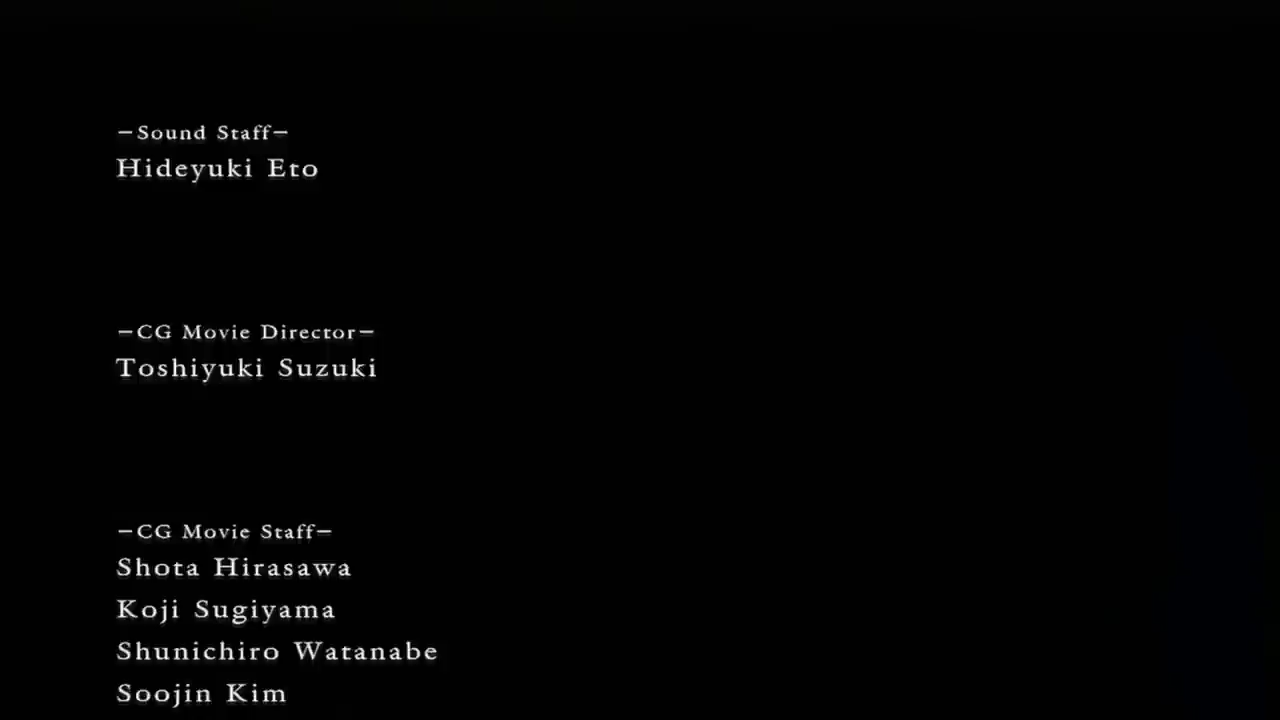 —Sound Staff—
Hideyuki Eto
—CG Movie Director—
Toshiyuki Suzuki
—CG Movie Staff—
Shota Hirasawa
Koji Sugiyama
Shunichiro Watanabe
Soojin Kim